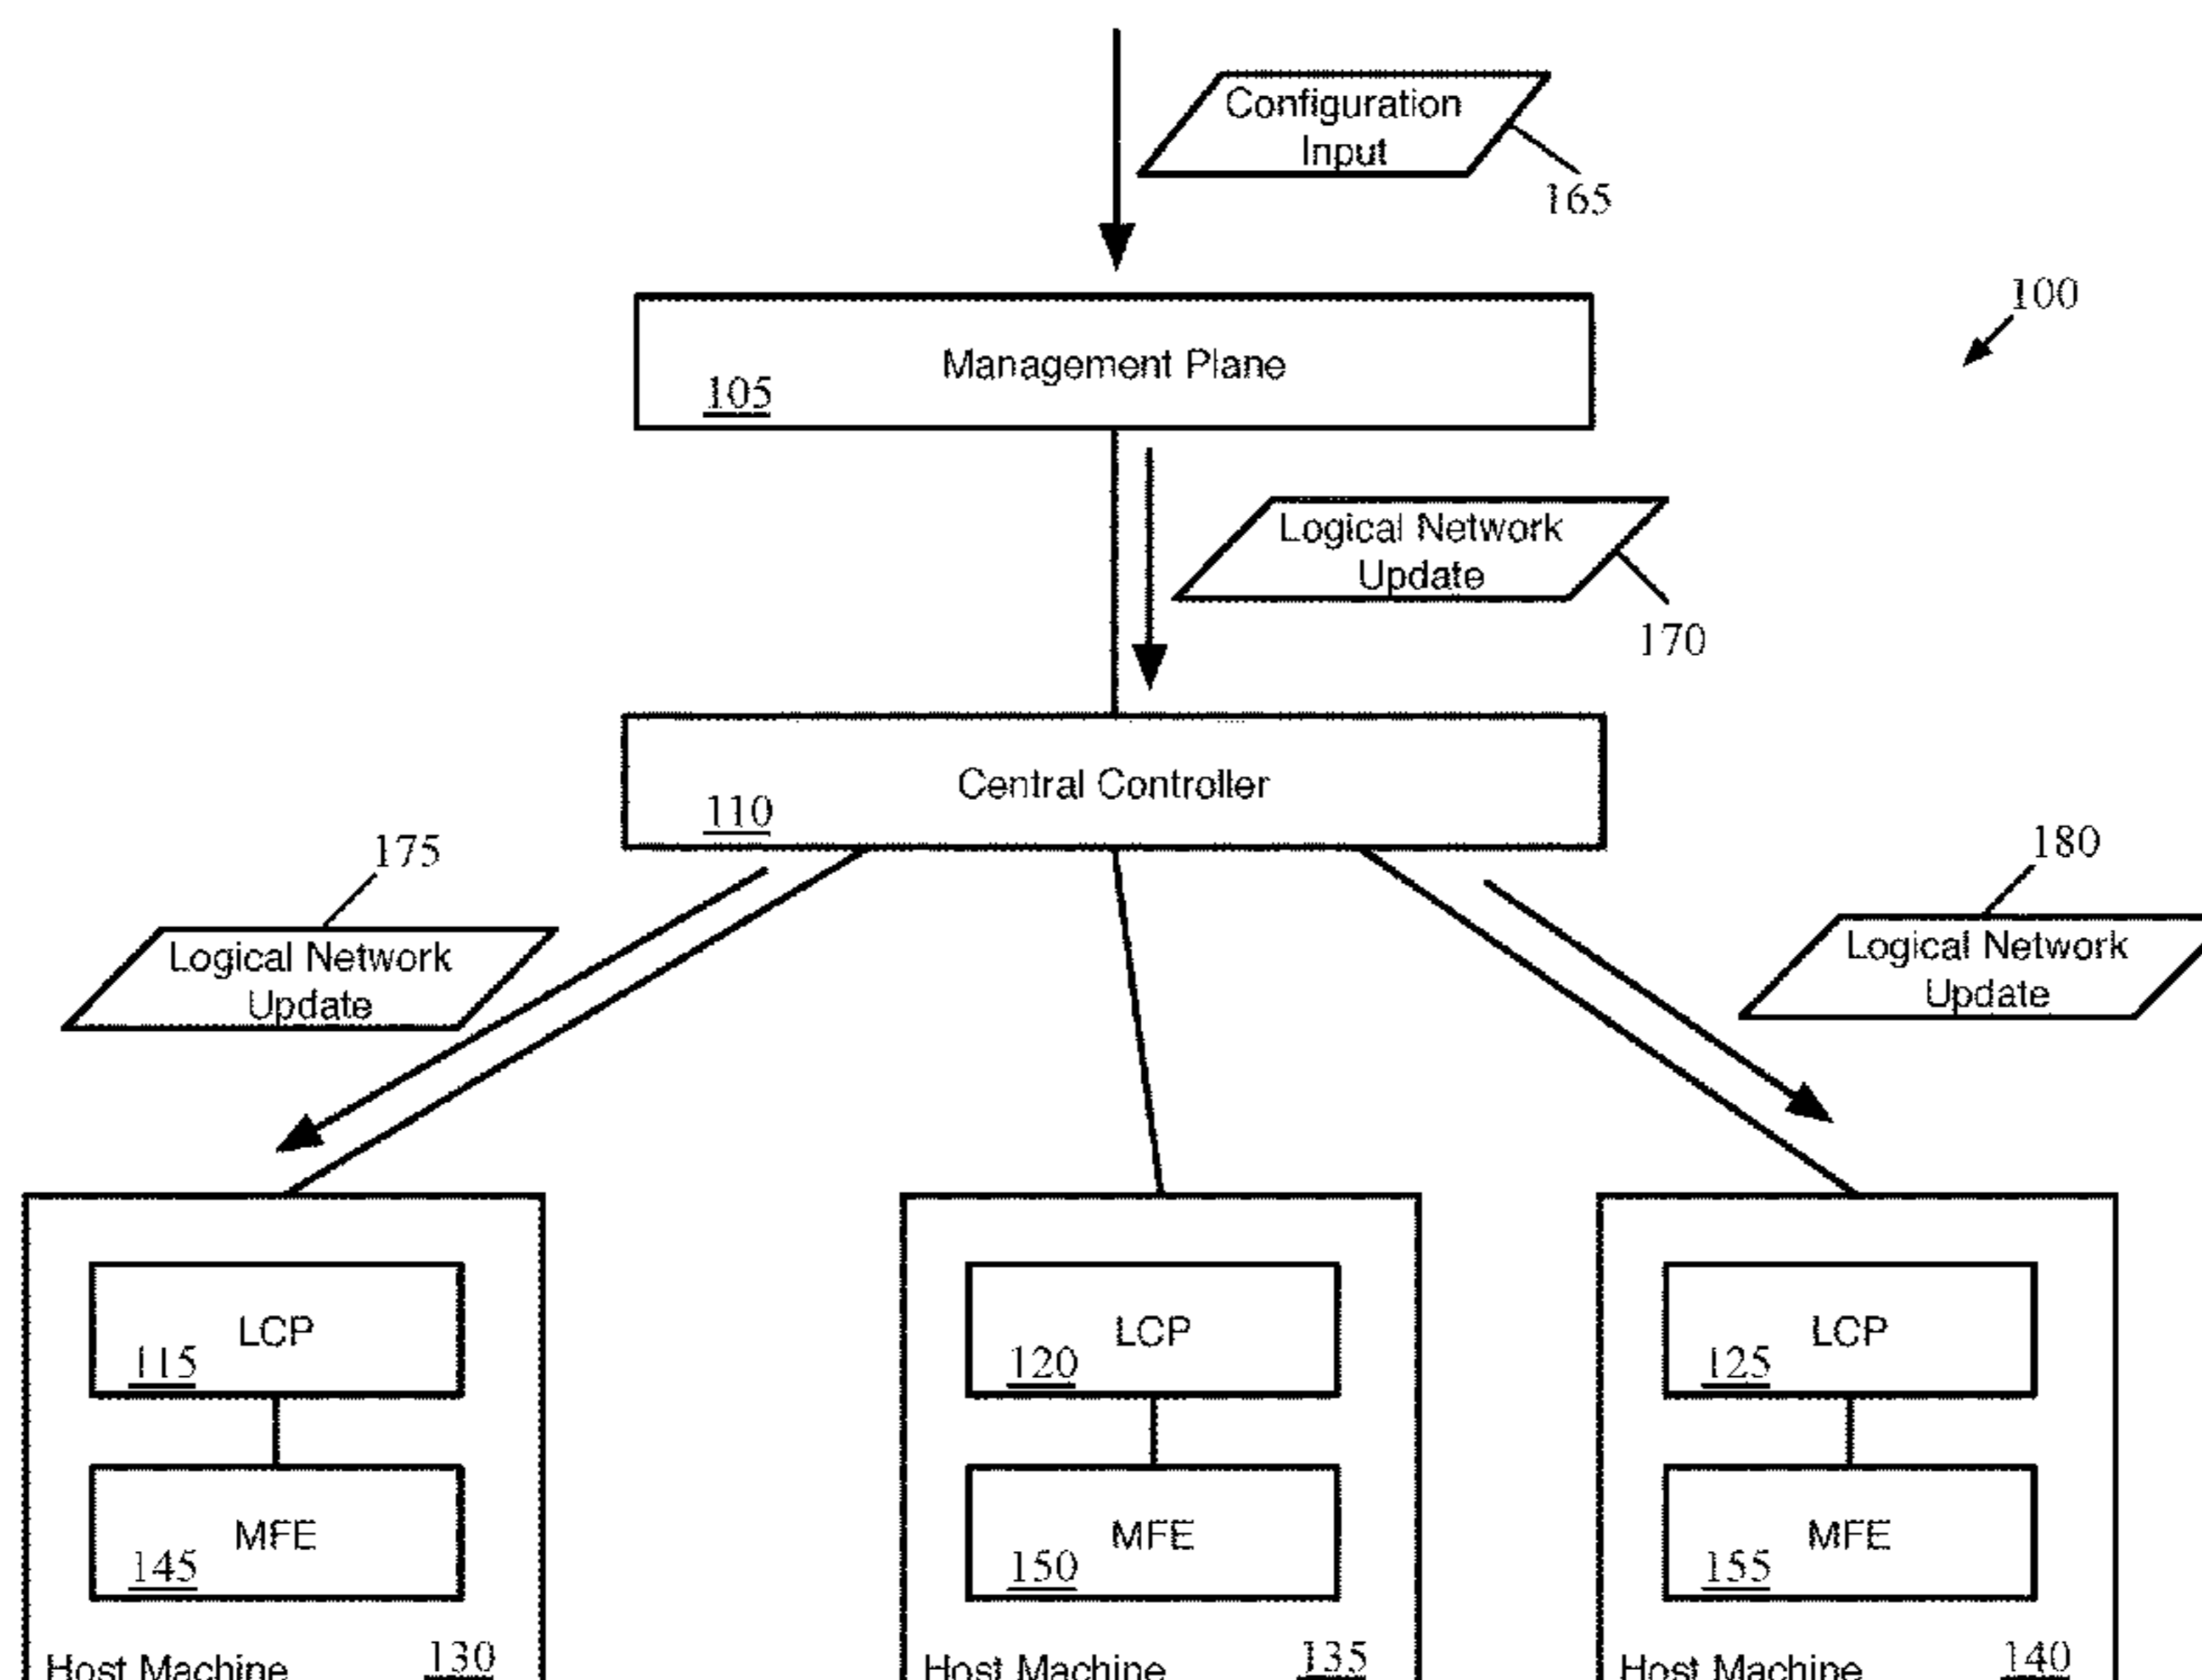 Configuration
Input
165
100
Management Plane
105
Logical Network
Update
170
Central Controller
110
175
180
Logical Network
Update
Logical Network
Update
LCP
115
LCP
120
LCP
125
MFE
145
MFE
150
MFE
155
Host Machine 130
Host Machine 135
Host Machine 140